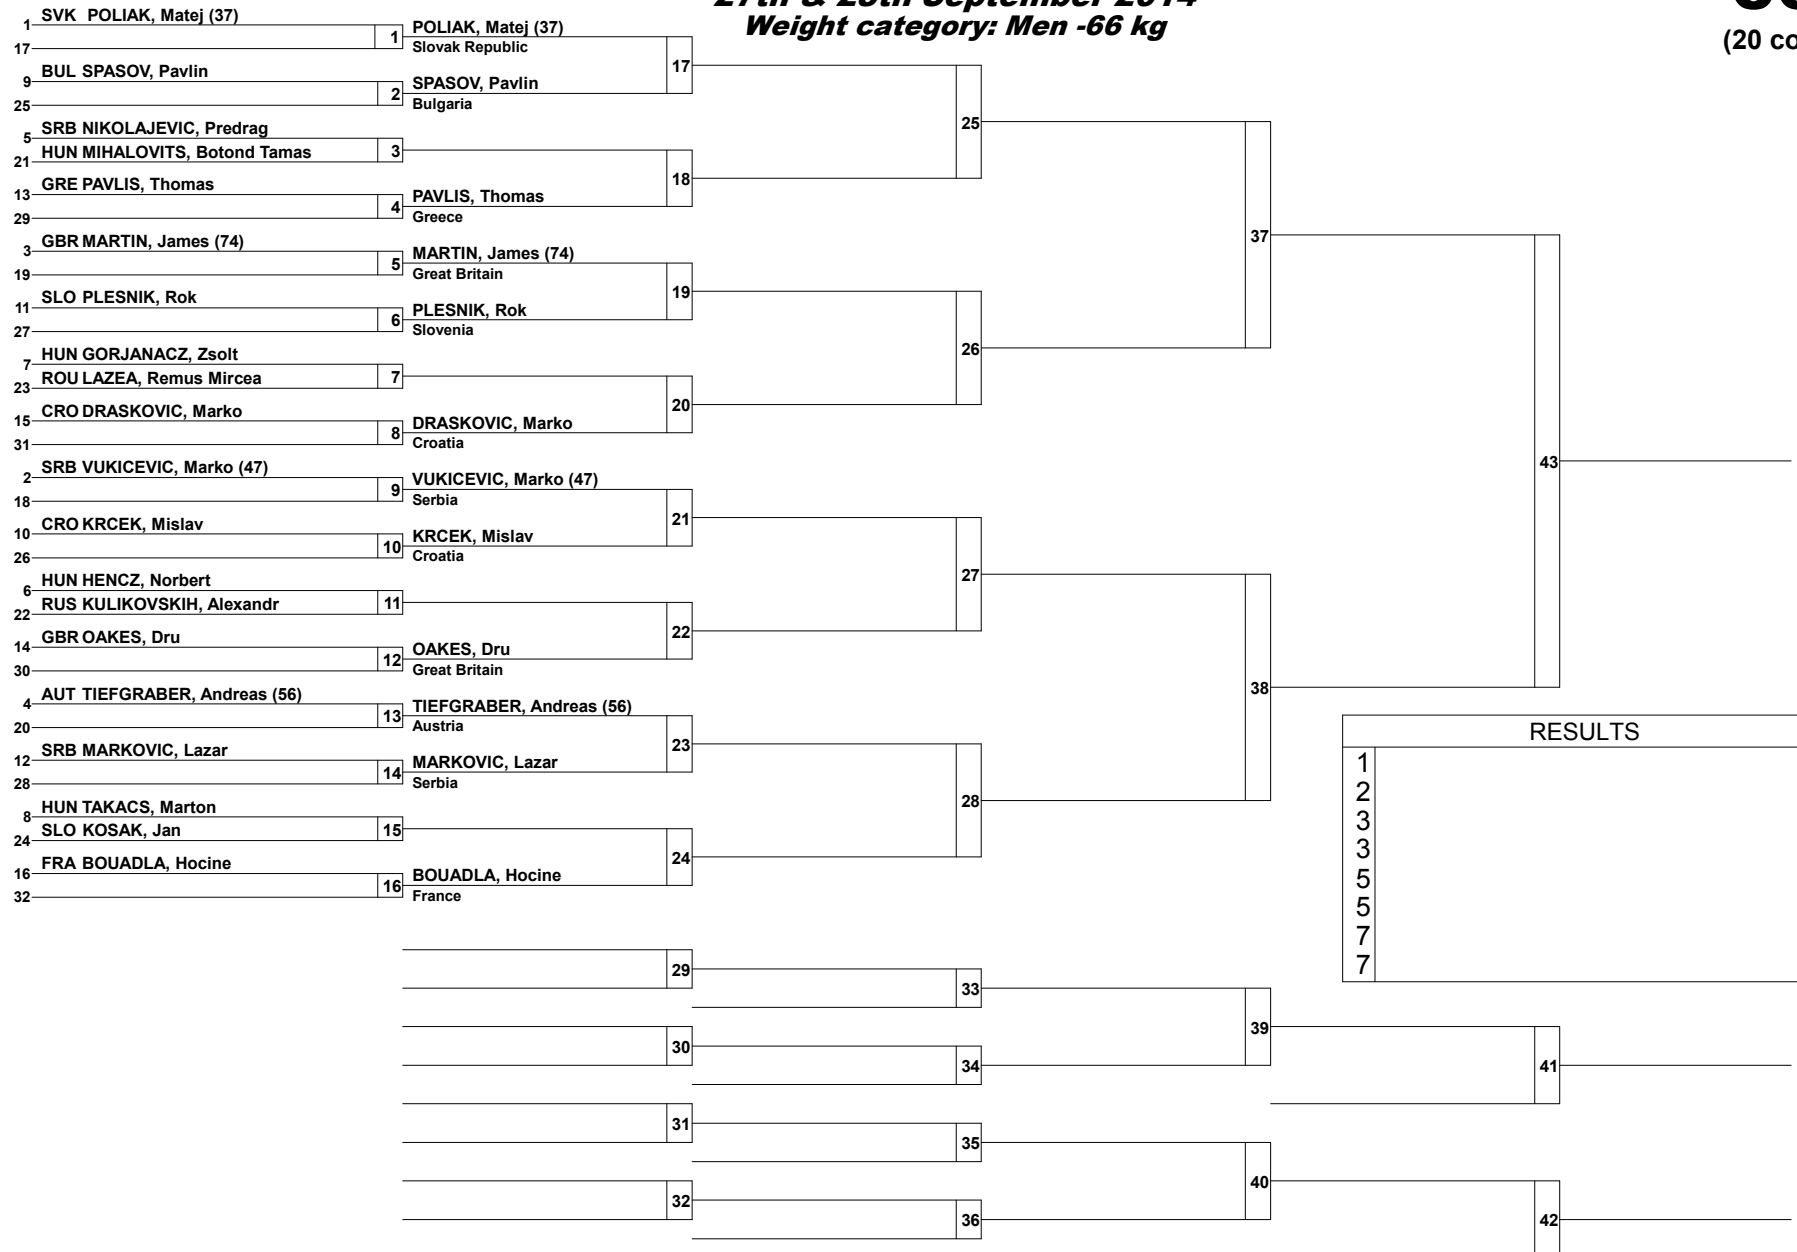 Weight category: Men -66 kg
1 SVK POLIAK, Matej (37)
17
1 POLIAK, Matej (37)
Slovak Republic
9 BUL SPASOV, Pavlin
25
2 SPASOV, Pavlin
Bulgaria
17
5 SRB NIKOLAJEVIC, Predrag
21 HUN MIHALOVITS, Botond Tamas
3
13 GRE PAVLIS, Thomas
29
4 PAVLIS, Thomas
Greece
18
25
3 GBR MARTIN, James (74)
19
5 MARTIN, James (74)
Great Britain
11 SLO PLESNIK, Rok
27
6 PLESNIK, Rok
Slovenia
19
7 HUN GORJANACZ, Zsolt
23 ROU LAZEA, Remus Mircea
7
15 CRO DRASKOVIC, Marko
31
8 DRASKOVIC, Marko
Croatia
20
26
37
2 SRB VUKICEVIC, Marko (47)
18
9 VUKICEVIC, Marko (47)
Serbia
10 CRO KRCEK, Mislav
26
10 KRCEK, Mislav
Croatia
21
6 HUN HENCZ, Norbert
22 RUS KULIKOVSKIH, Alexandr
11
14 GBR OAKES, Dru
30
12 OAKES, Dru
Great Britain
22
27
4 AUT TIEFGRABER, Andreas (56)
20
13 TIEFGRABER, Andreas (56)
Austria
12 SRB MARKOVIC, Lazar
28
14 MARKOVIC, Lazar
Serbia
23
8 HUN TAKACS, Marton
24 SLO KOSAK, Jan
15
16 FRA BOUADLA, Hocine
32
16 BOUADLA, Hocine
France
24
28
38
43
(20
RESULTS
1
2
3
3
5
5
7
7
29
33
30
34
39
41
31
35
32
36
40
42